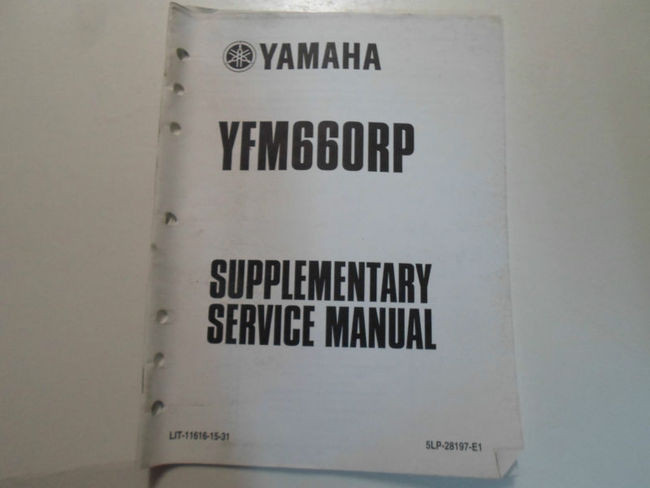 YAMAHA
YFM660RP
SUPPLEMENTARY
SERVICE MANUAL
LIT-11616-15-31
5LP-28197-E1